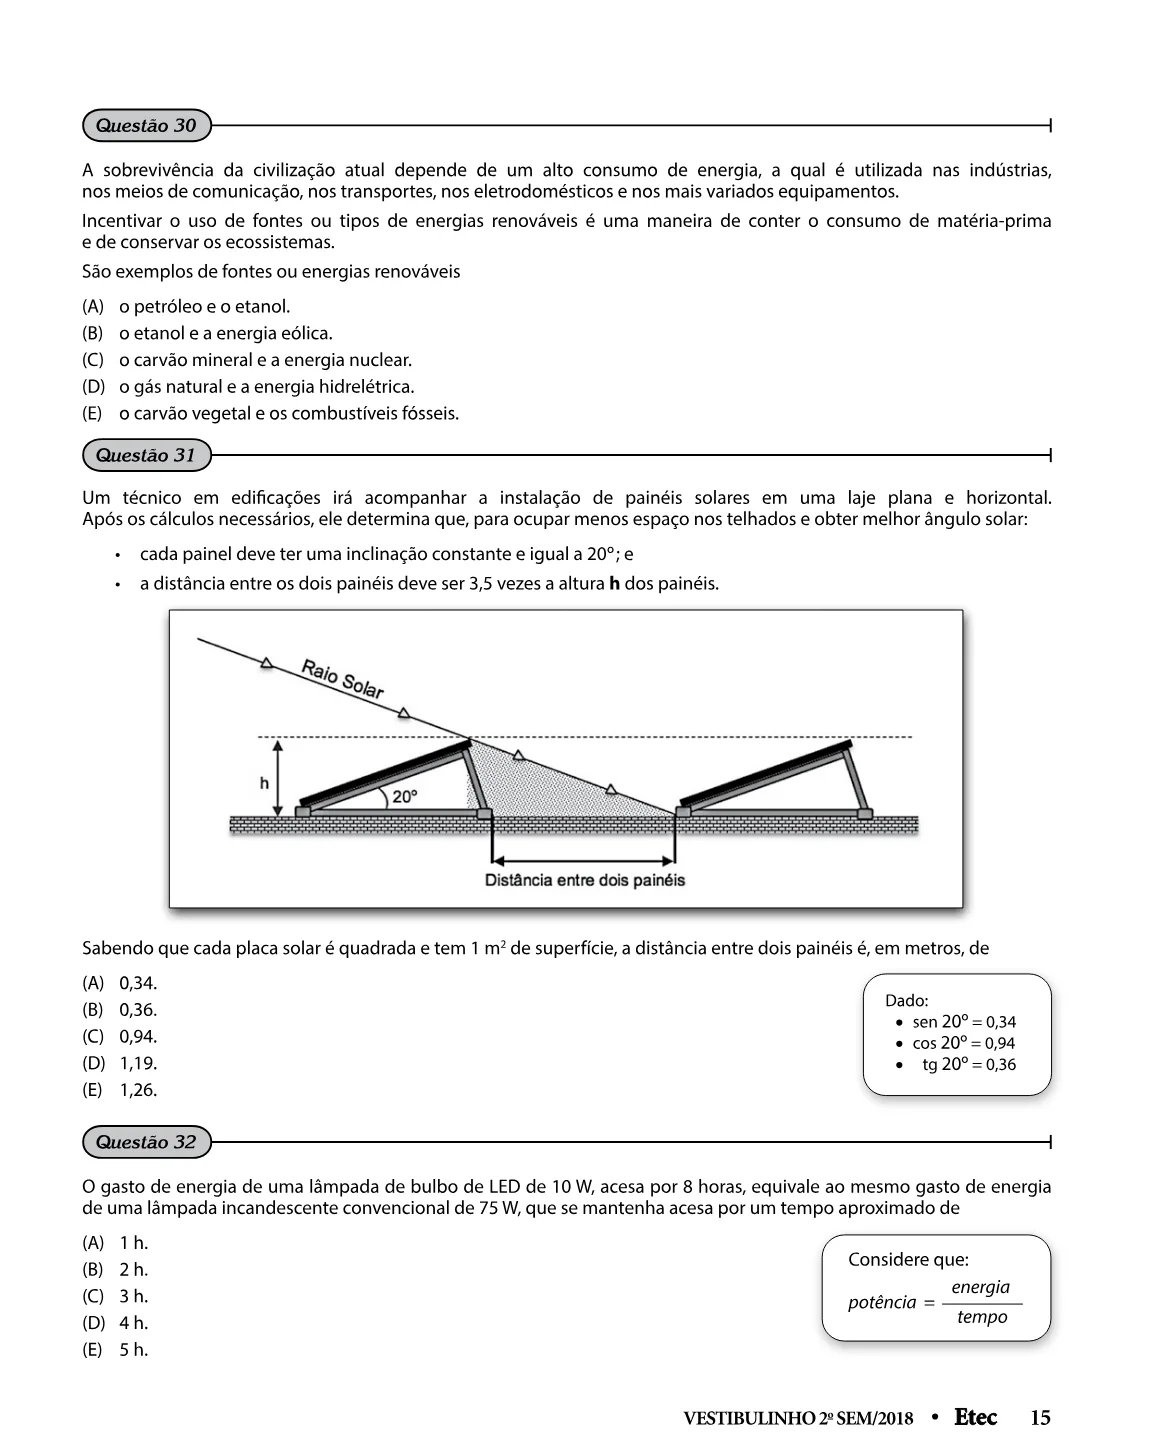 Questão 30
A sobrevivência da civilização atual depende de um alto consumo de energia, a qual é utilizada nas indústrias,
nos meios de comunicação, nos transportes, nos eletrodomésticos e nos mais variados equipamentos.
Incentivar o uso de fontes ou tipos de energias renováveis é uma maneira de conter o consumo de matéria-prima
e de conservar os ecossistemas.
São exemplos de fontes ou energias renováveis
(A) o petróleo e o etanol.
(B) o etanol e a energia eólica.
(C) o carvão mineral e a energia nuclear.
(D) o gás natural e a energia hidrelétrica.
(E) o carvão vegetal e os combustíveis fósseis.
Questão 31
Um técnico em edificações irá acompanhar a instalação de painéis solares em uma laje plana e horizontal.
Após os cálculos necessários, ele determina que, para ocupar menos espaço nos telhados e obter melhor ângulo solar:
• cada painel deve ter uma inclinação constante e igual a 20°; e
• a distância entre os dois painéis deve ser 3,5 vezes a altura h dos painéis.
Raio Solar
h
20º
Distância entre dois painéis
Sabendo que cada placa solar é quadrada e tem 1 m² de superfície, a distância entre dois painéis é, em metros, de
(A) 0,34.
(B) 0,36.
(C) 0,94.
(D) 1,19.
(E) 1,26.
Dado:
• sen 20º = 0,34
• cos 20º = 0,94
• tg 20º = 0,36
Questão 32
O gasto de energia de uma lâmpada de bulbo de LED de 10 W, acesa por 8 horas, equivale ao mesmo gasto de energia
de uma lâmpada incandescente convencional de 75 W, que se mantenha acesa por um tempo aproximado de
(A) 1 h.
(B) 2 h.
(C) 3 h.
(D) 4 h.
(E) 5 h.
Considere que:
potência = energia
tempo
VESTIBULINHO 2º SEM/2018 • Etec 15